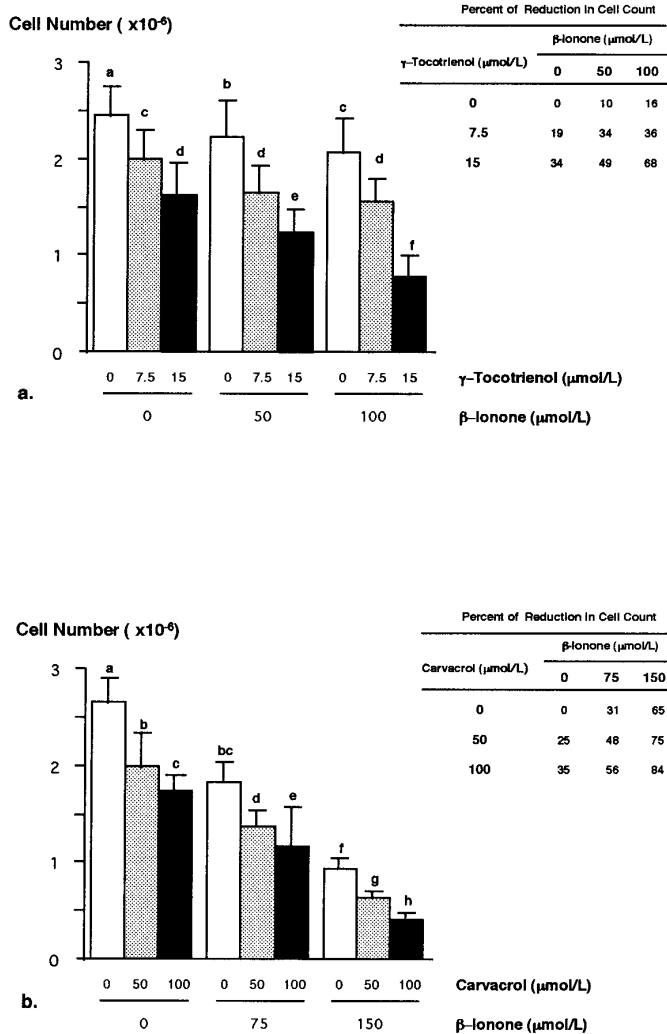 Percent of Reduction in Cell Count
Cell Number ( x10-6)
β-Ionone (μmol/L)
γ-Tocotrienol (μmol/L)
0 50 100
0 0 10 16
7.5 19 34 36
15 34 49 68
3
2
1
0
a
c
d
b
d
e
c
d
f
0 7.5 15 0 7.5 15 0 7.5 15 γ-Tocotrienol (μmol/L)
a.
0 50 100 β-Ionone (μmol/L)
Percent of Reduction in Cell Count
Cell Number ( x10-6)
β-Ionone (μmol/L)
Carvacrol (μmol/L)
0 75 150
0 0 31 65
50 25 48 75
100 35 56 84
3
2
1
0
a
b
c
bc
d
e
f
g
h
0 50 100 0 50 100 0 50 100 Carvacrol (μmol/L)
b.
0 75 150 β-Ionone (μmol/L)